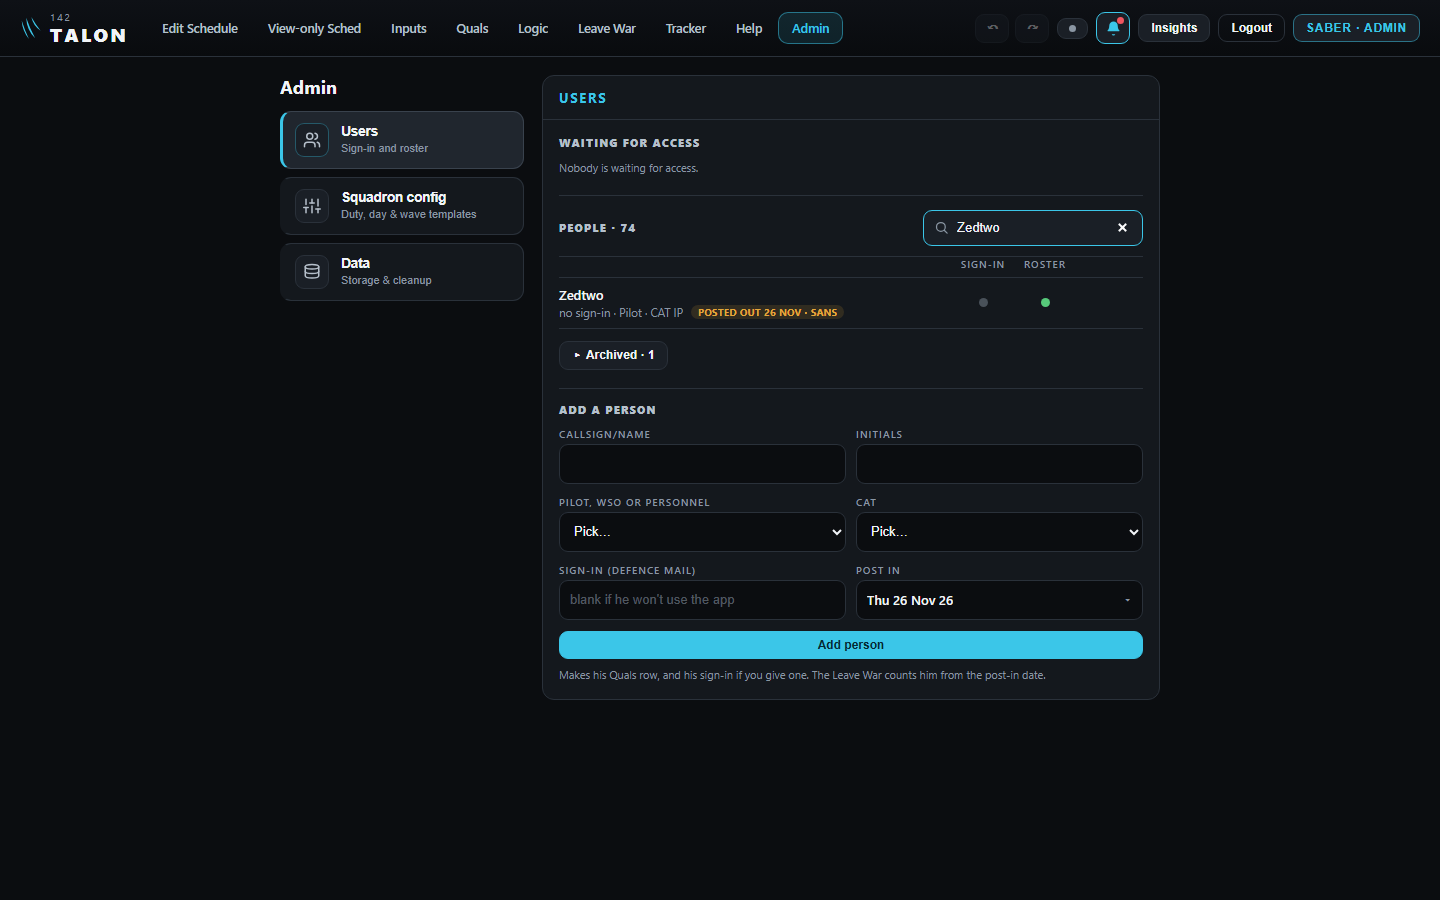 142
TALON
Edit Schedule
View-only Sched
Inputs
Quals
Logic
Leave War
Tracker
Help
Admin
Insights
Logout
SABER · ADMIN
Admin
Users
Sign-in and roster
Squadron config
Duty, day & wave templates
Data
Storage & cleanup
USERS
WAITING FOR ACCESS
Nobody is waiting for access.
PEOPLE · 74
Zedtwo
SIGN-IN ROSTER
Zedtwo
no sign-in · Pilot · CAT IP POSTED OUT 26 NOV · SANS
Archived · 1
ADD A PERSON
CALLSIGN/NAME
INITIALS
PILOT, WSO OR PERSONNEL
CAT
Pick...
Pick...
SIGN-IN (DEFENCE MAIL)
POST IN
blank if he won't use the app
Thu 26 Nov 26
Add person
Makes his Quals row, and his sign-in if you give one. The Leave War counts him from the post-in date.